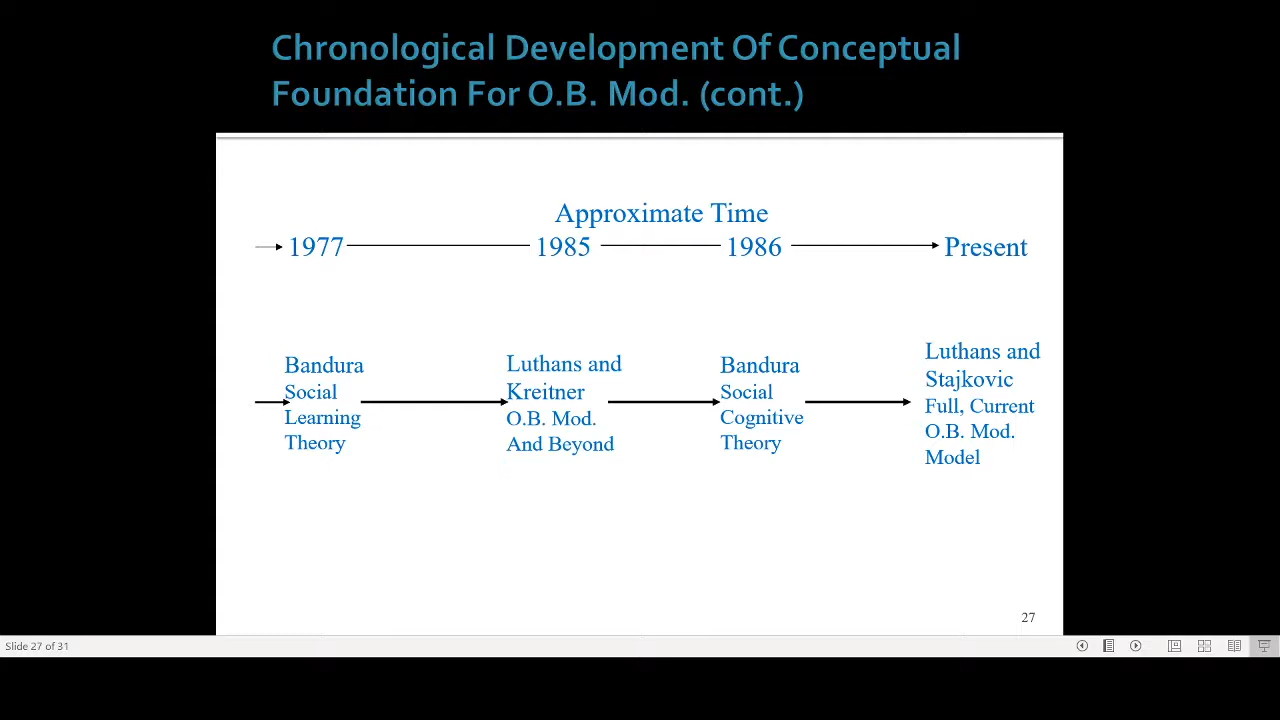 Chronological Development Of Conceptual
Foundation For O.B. Mod. (cont.)
Approximate Time
1977 1985 1986 Present
Bandura
Social
Learning
Theory
Luthans and
Kreitner
O.B. Mod.
And Beyond
Bandura
Social
Cognitive
Theory
Luthans and
Stajkovic
Full, Current
O.B. Mod.
Model
27
Slide 27 of 31